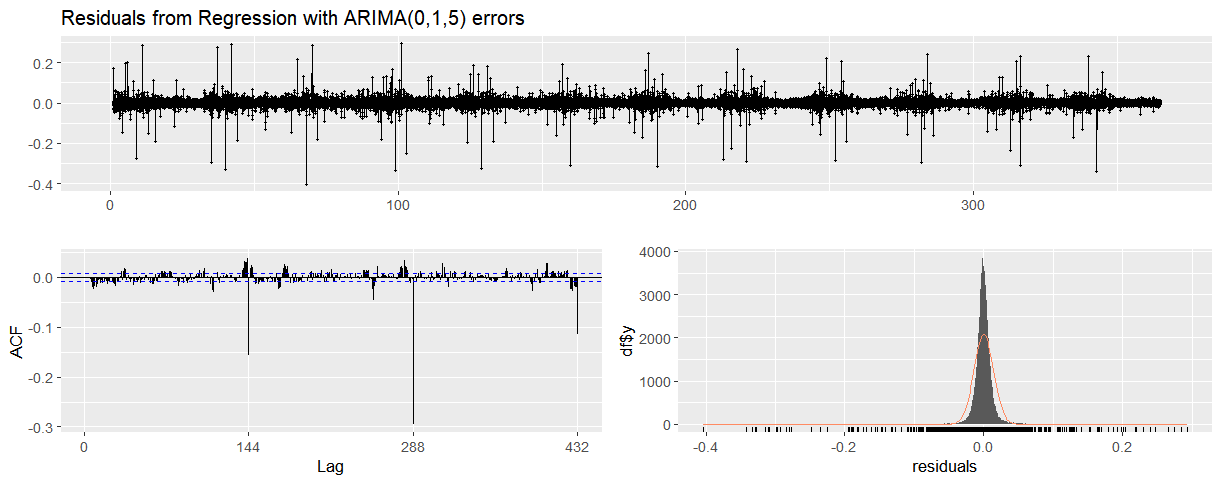 Residuals from Regression with ARIMA(0,1,5) errors
0.2
0.0
-0.2
-0.4
0 100 200 300
ACF
0.0
-0.1
-0.2
-0.3
0 144 288 432
Lag
df$y
4000
3000
2000
1000
0
-0.4 -0.2 0.0 0.2
residuals